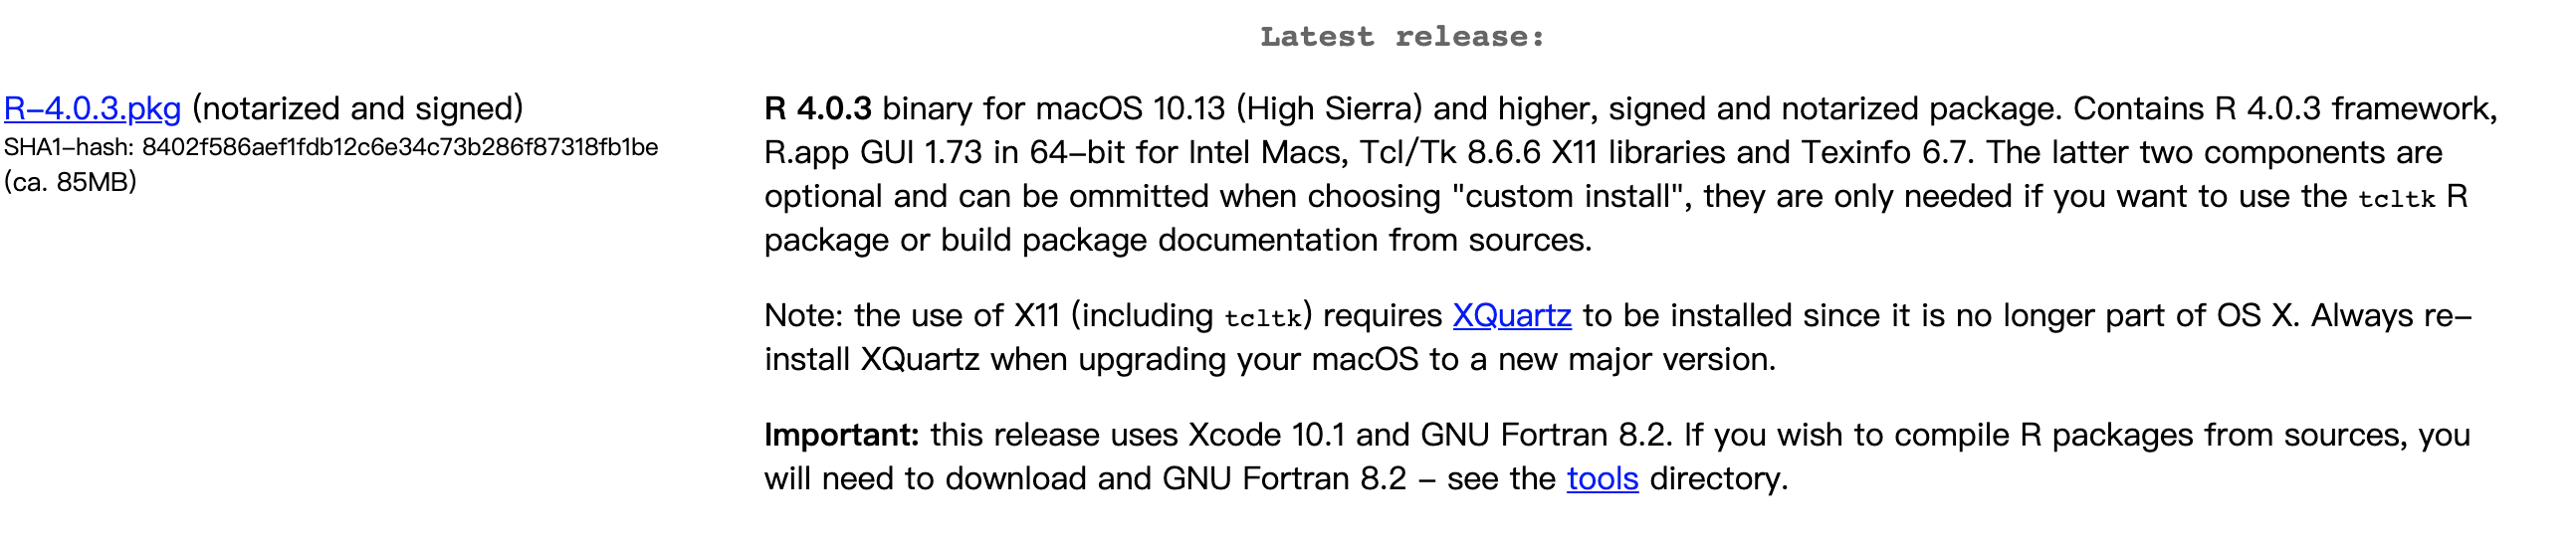 Latest release:
R-4.0.3.pkg (notarized and signed)
SHA1-hash: 8402f586aef1fdb12c6e34c73b286f87318fb1be
(ca. 85MB)
R 4.0.3 binary for macOS 10.13 (High Sierra) and higher, signed and notarized package. Contains R 4.0.3 framework,
R.app GUI 1.73 in 64-bit for Intel Macs, Tcl/Tk 8.6.6 X11 libraries and Texinfo 6.7. The latter two components are
optional and can be ommitted when choosing "custom install", they are only needed if you want to use the tcltk R
package or build package documentation from sources.
Note: the use of X11 (including tcltk) requires XQuartz to be installed since it is no longer part of OS X. Always re-
install XQuartz when upgrading your macOS to a new major version.
Important: this release uses Xcode 10.1 and GNU Fortran 8.2. If you wish to compile R packages from sources, you
will need to download and GNU Fortran 8.2 - see the tools directory.